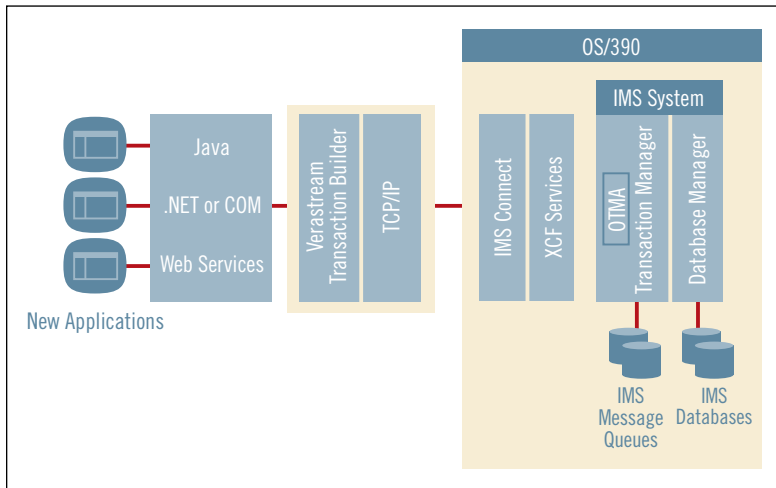 OS/390
IMS System
Java
.NET or COM
Web Services
New Applications
Verastream
Transaction Builder
TCP/IP
IMS Connect
XCF Services
OTMA
Transaction Manager
Database Manager
IMS
Message
Queues
IMS
Databases